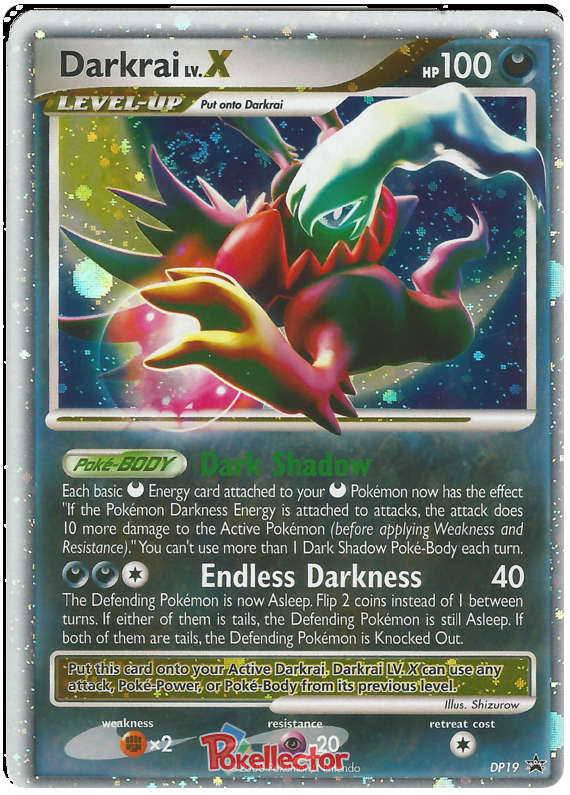 Darkrai LV.X HP 100
LEVEL-UP Put onto Darkrai
Poké-BODY Dark Shadow
Each basic Energy card attached to your Pokémon now has the effect
"If the Pokémon Darkness Energy is attached to attacks, the attack does
10 more damage to the Active Pokémon (before applying Weakness and
Resistance)." You can't use more than 1 Dark Shadow Poké-Body each turn.
Endless Darkness 40
The Defending Pokémon is now Asleep. Flip 2 coins instead of 1 between
turns. If either of them is tails, the Defending Pokémon is still Asleep. If
both of them are tails, the Defending Pokémon is Knocked Out.
Put this card onto your Active Darkrai. Darkrai LV.X can use any
attack, Poké-Power, or Poké-Body from its previous level.
Illus. Shizurow
weakness resistance retreat cost
×2 20
Pokellector
DP19
PROMO